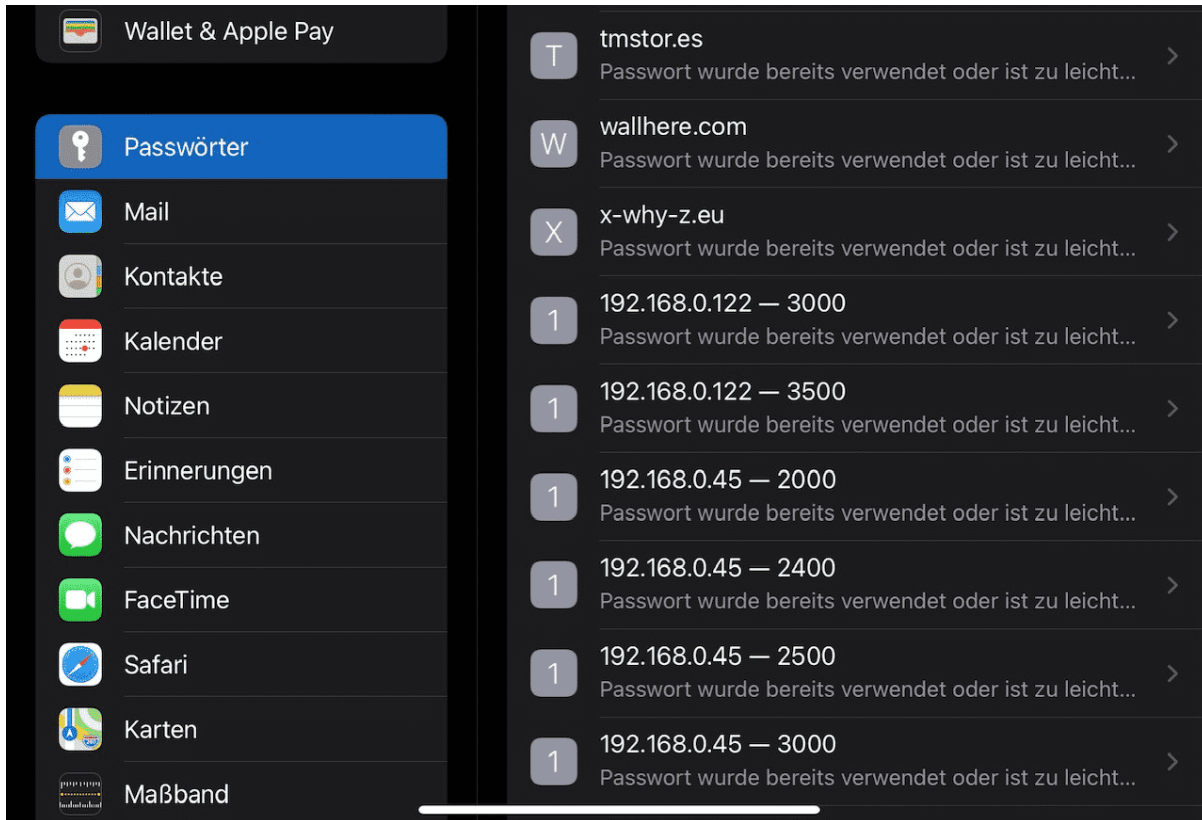 Wallet & Apple Pay
Passwörter
Mail
Kontakte
Kalender
Notizen
Erinnerungen
Nachrichten
FaceTime
Safari
Karten
Maßband
T
tmstor.es
Passwort wurde bereits verwendet oder ist zu leicht...
W
wallhere.com
Passwort wurde bereits verwendet oder ist zu leicht...
X
x-why-z.eu
Passwort wurde bereits verwendet oder ist zu leicht...
1
192.168.0.122 — 3000
Passwort wurde bereits verwendet oder ist zu leicht...
1
192.168.0.122 — 3500
Passwort wurde bereits verwendet oder ist zu leicht...
1
192.168.0.45 — 2000
Passwort wurde bereits verwendet oder ist zu leicht...
1
192.168.0.45 — 2400
Passwort wurde bereits verwendet oder ist zu leicht...
1
192.168.0.45 — 2500
Passwort wurde bereits verwendet oder ist zu leicht...
1
192.168.0.45 — 3000
Passwort wurde bereits verwendet oder ist zu leicht...